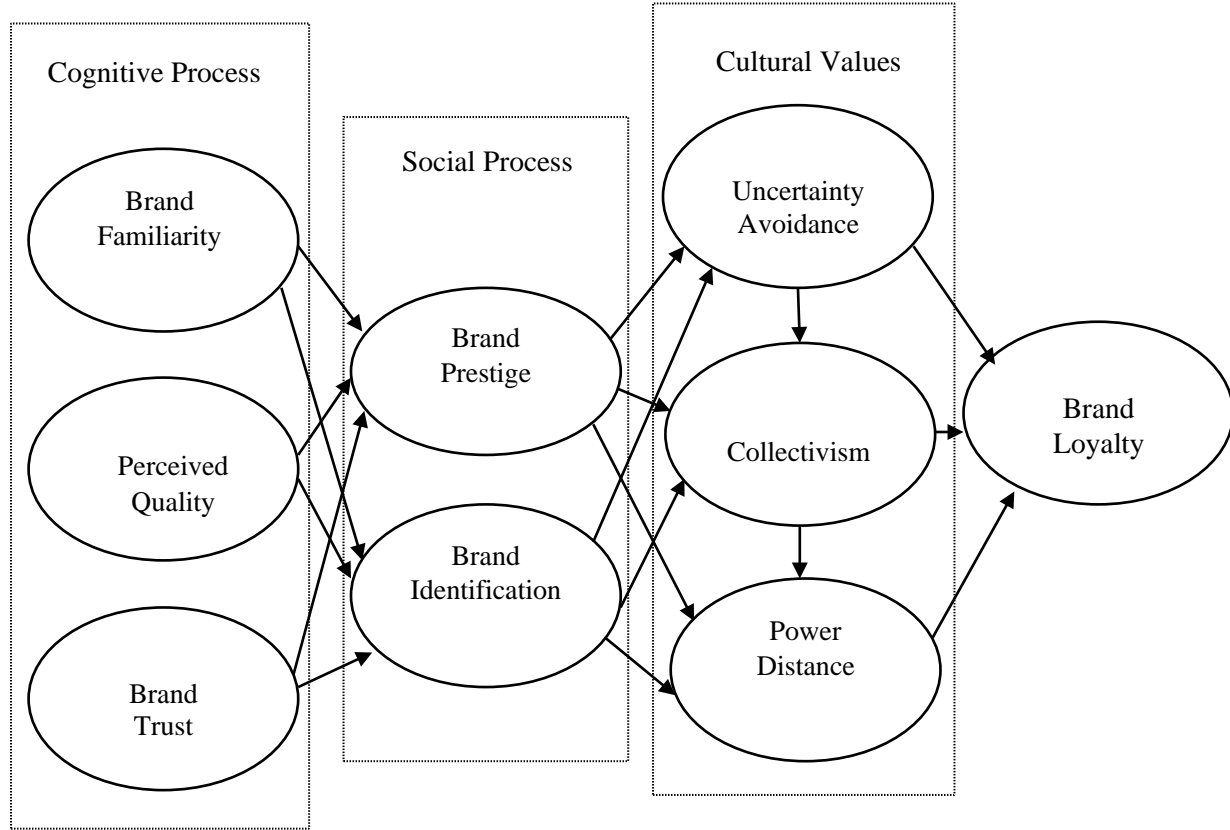 Cognitive Process
Brand
Familiarity
Perceived
Quality
Brand
Trust
Social Process
Brand
Prestige
Brand
Identification
Cultural Values
Uncertainty
Avoidance
Collectivism
Power
Distance
Brand
Loyalty